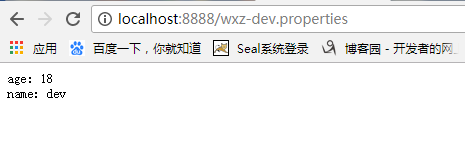 localhost:8888/wxz-dev.properties
应用 百度一下，你就知道 Seal系统登录 博客园 - 开发者的网
age: 18
name: dev